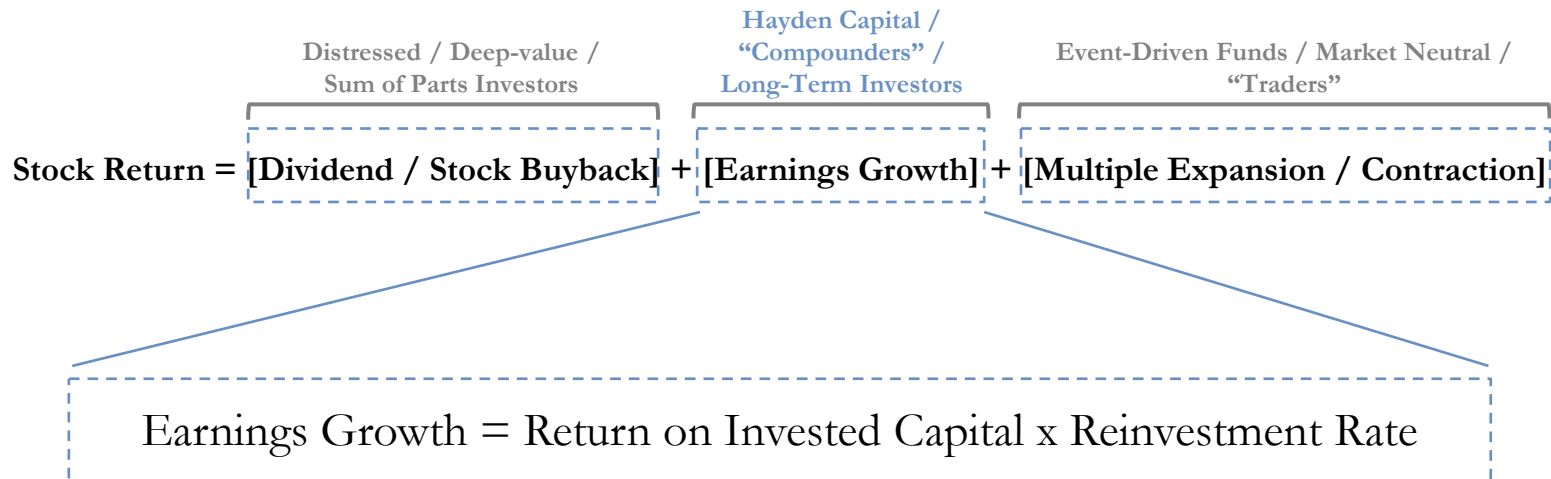 Distressed / Deep-value /
Sum of Parts Investors
Hayden Capital /
“Compounders” /
Long-Term Investors
Event-Driven Funds / Market Neutral /
“Traders”
Stock Return = [Dividend / Stock Buyback] + [Earnings Growth] + [Multiple Expansion / Contraction]
Earnings Growth = Return on Invested Capital x Reinvestment Rate